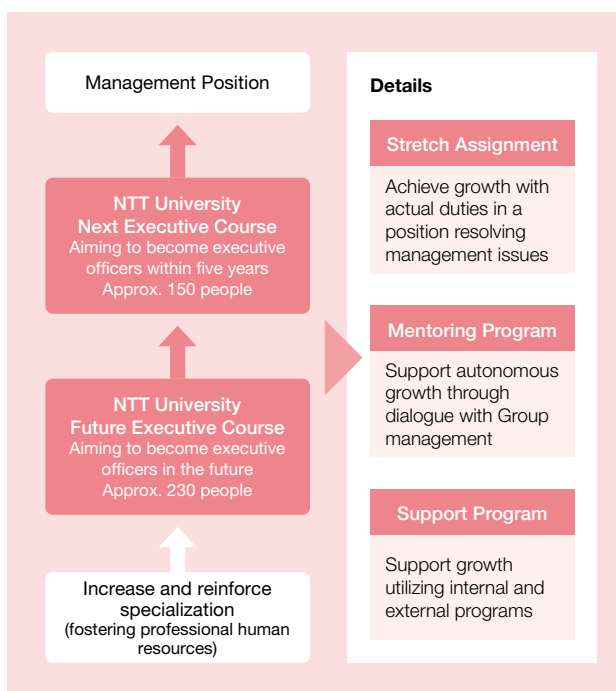 Management Position
NTT University
Next Executive Course
Aiming to become executive
officers within five years
Approx. 150 people
NTT University
Future Executive Course
Aiming to become executive
officers in the future
Approx. 230 people
Increase and reinforce
specialization
(fostering professional human
resources)
Details
Stretch Assignment
Achieve growth with
actual duties in a
position resolving
management issues
Mentoring Program
Support autonomous
growth through
dialogue with Group
management
Support Program
Support growth
utilizing internal and
external programs